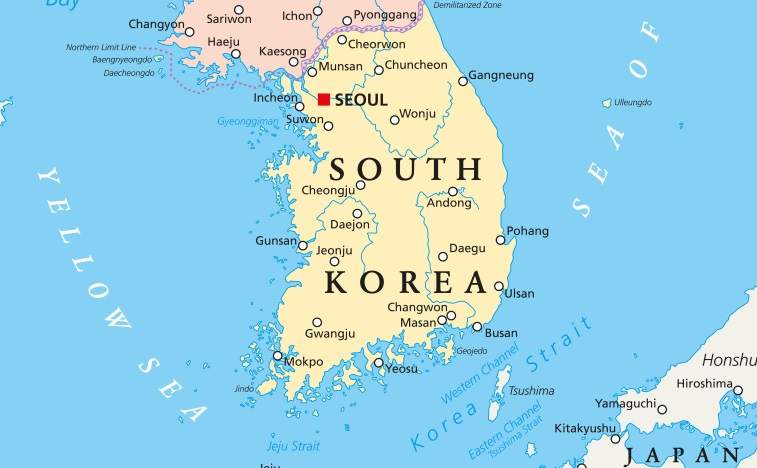 Bay
Demilitarized Zone
Ichon
Pyonggang
Sariwon
Changyon
Haeju
Kaesong
Cheorwon
Northern Limit Line
Baengnyeongdo
Daecheongdo
Munsan
Chuncheon
Gangneung
Incheon
SEOUL
Ulleungdo
SEA OF
Gyeonggiman
Suwon
Wonju
SOUTH
Cheongju
Andong
YELLOW SEA
Daejon
Gunsan
Jeonju
Daegu
Pohang
KOREA
Ulsan
Changwon
Masan
Gwangju
Busan
Geojedo
Mokpo
Yeosu
Jindo
Western Channel
Korea Strait
Tsushima
Eastern Channel
Tsushima Strait
Honshu
Hiroshima
Yamaguchi
Kitakyushu
Jeju Strait
JAPAN